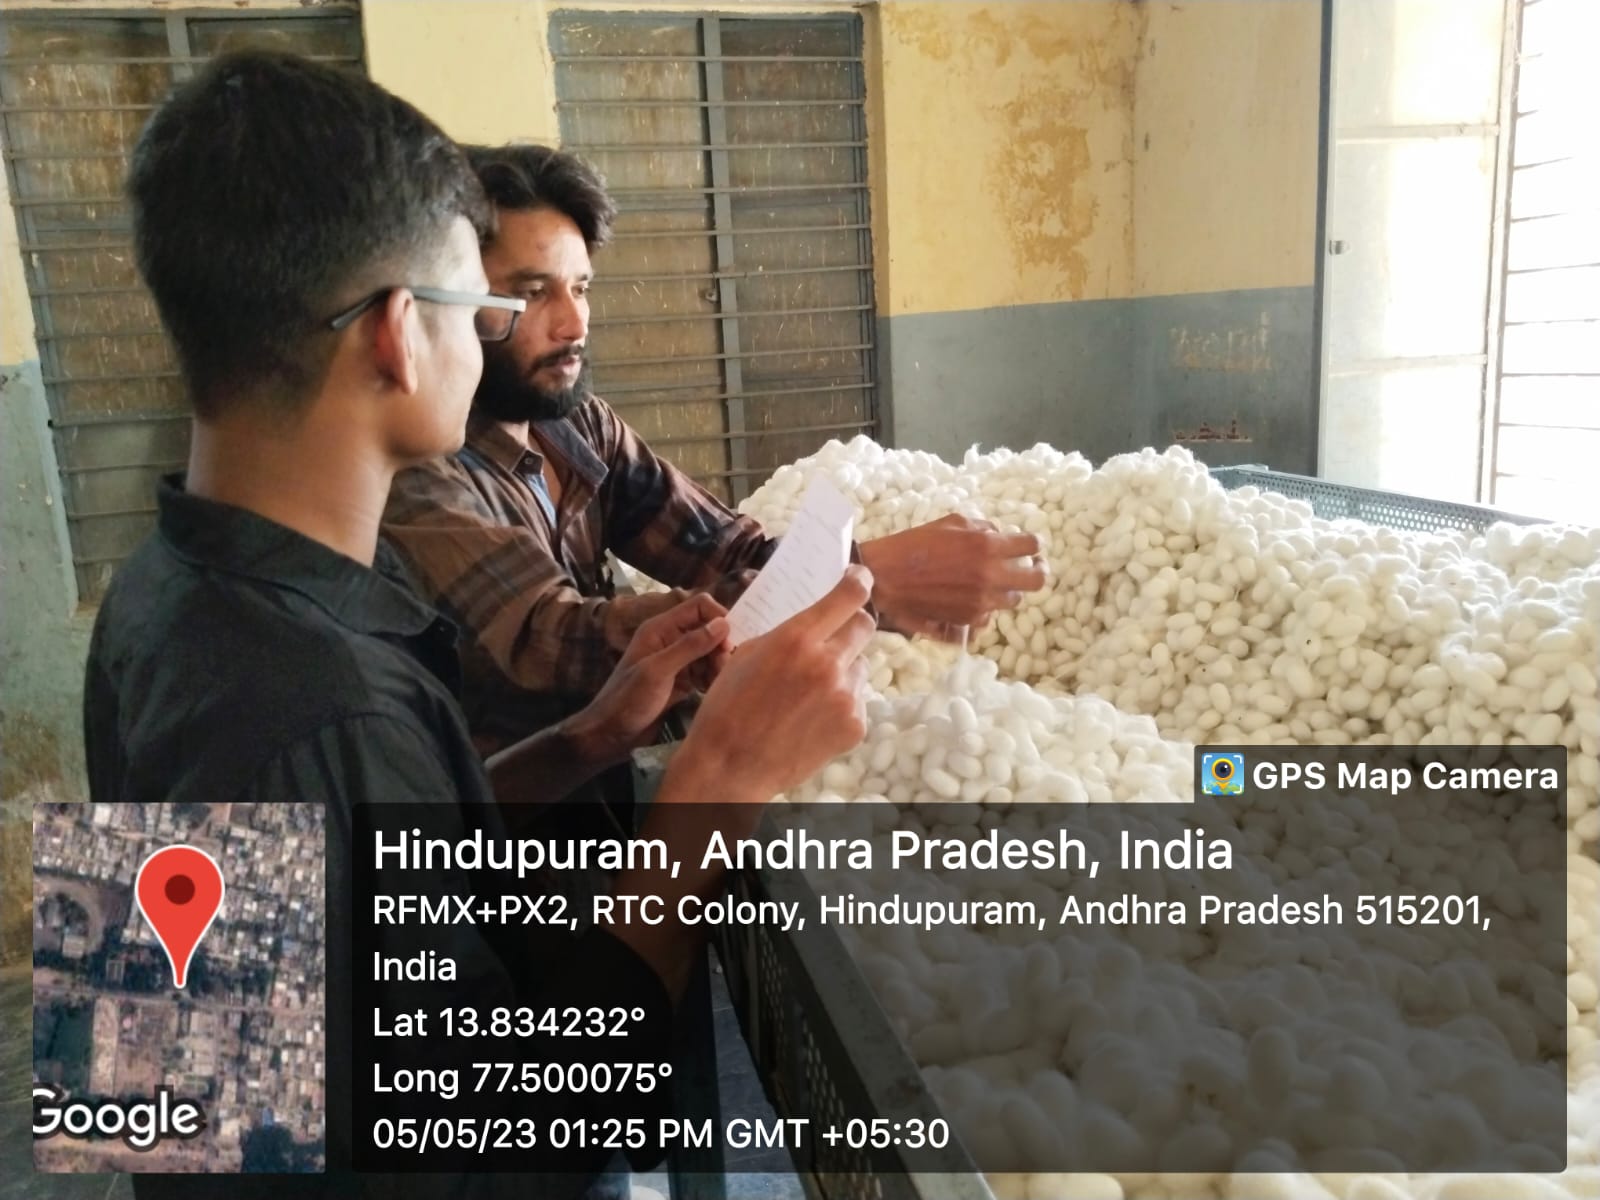 GPS Map Camera
Hindupuram, Andhra Pradesh, India
RFMX+PX2, RTC Colony, Hindupuram, Andhra Pradesh 515201,
India
Lat 13.834232°
Long 77.500075°
05/05/23 01:25 PM GMT +05:30
Google